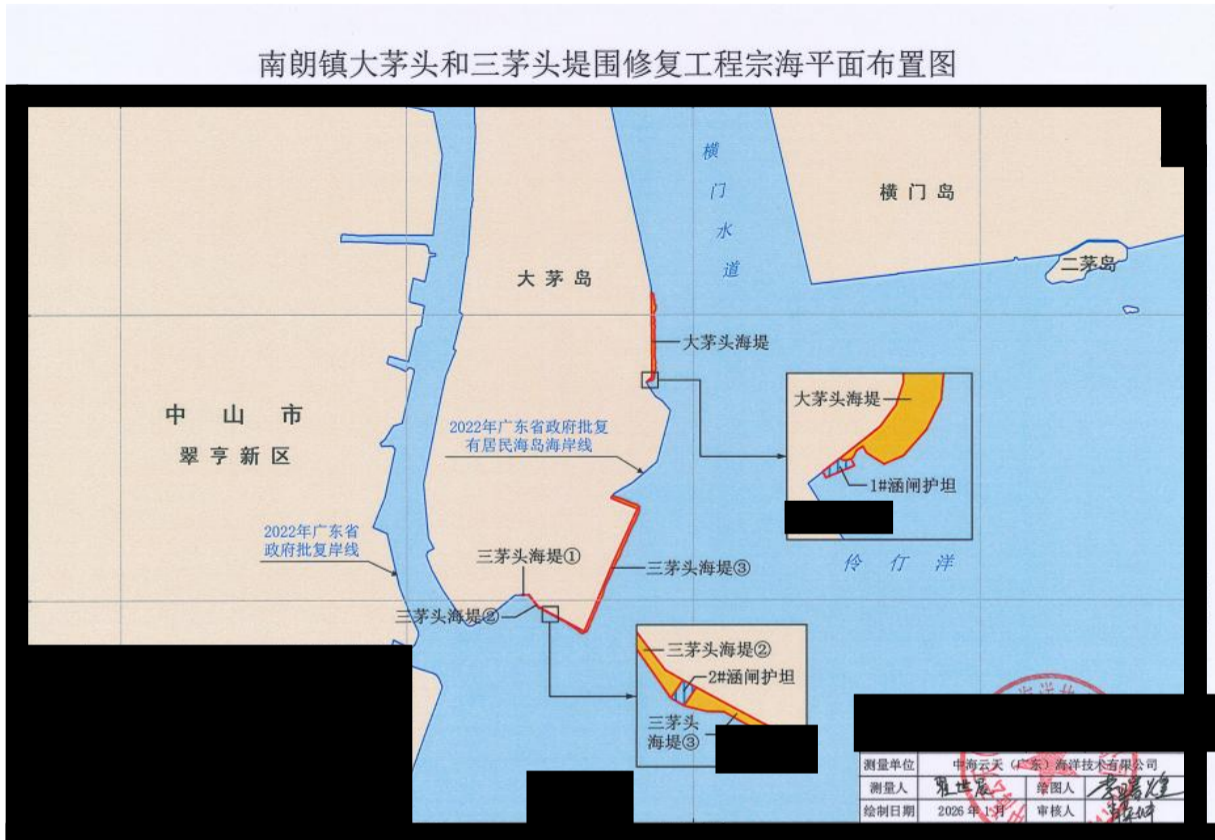 南朗镇大茅头和三茅头堤围修复工程宗海平面布置图
横门水道
横门岛
二茅岛
大茅岛
大茅头海堤
中山市
翠亨新区
2022年广东省政府批复
有居民海岛海岸线
大茅头海堤
1#涵闸护坦
2022年广东省
政府批复岸线
三茅头海堤①
三茅头海堤③
伶仃洋
三茅头海堤②
三茅头海堤②
2#涵闸护坦
三茅头
海堤③
测量单位 中海云天（广东）海洋技术有限公司
测量人 翟世宸 绘图人
绘制日期 2026年1月 审核人